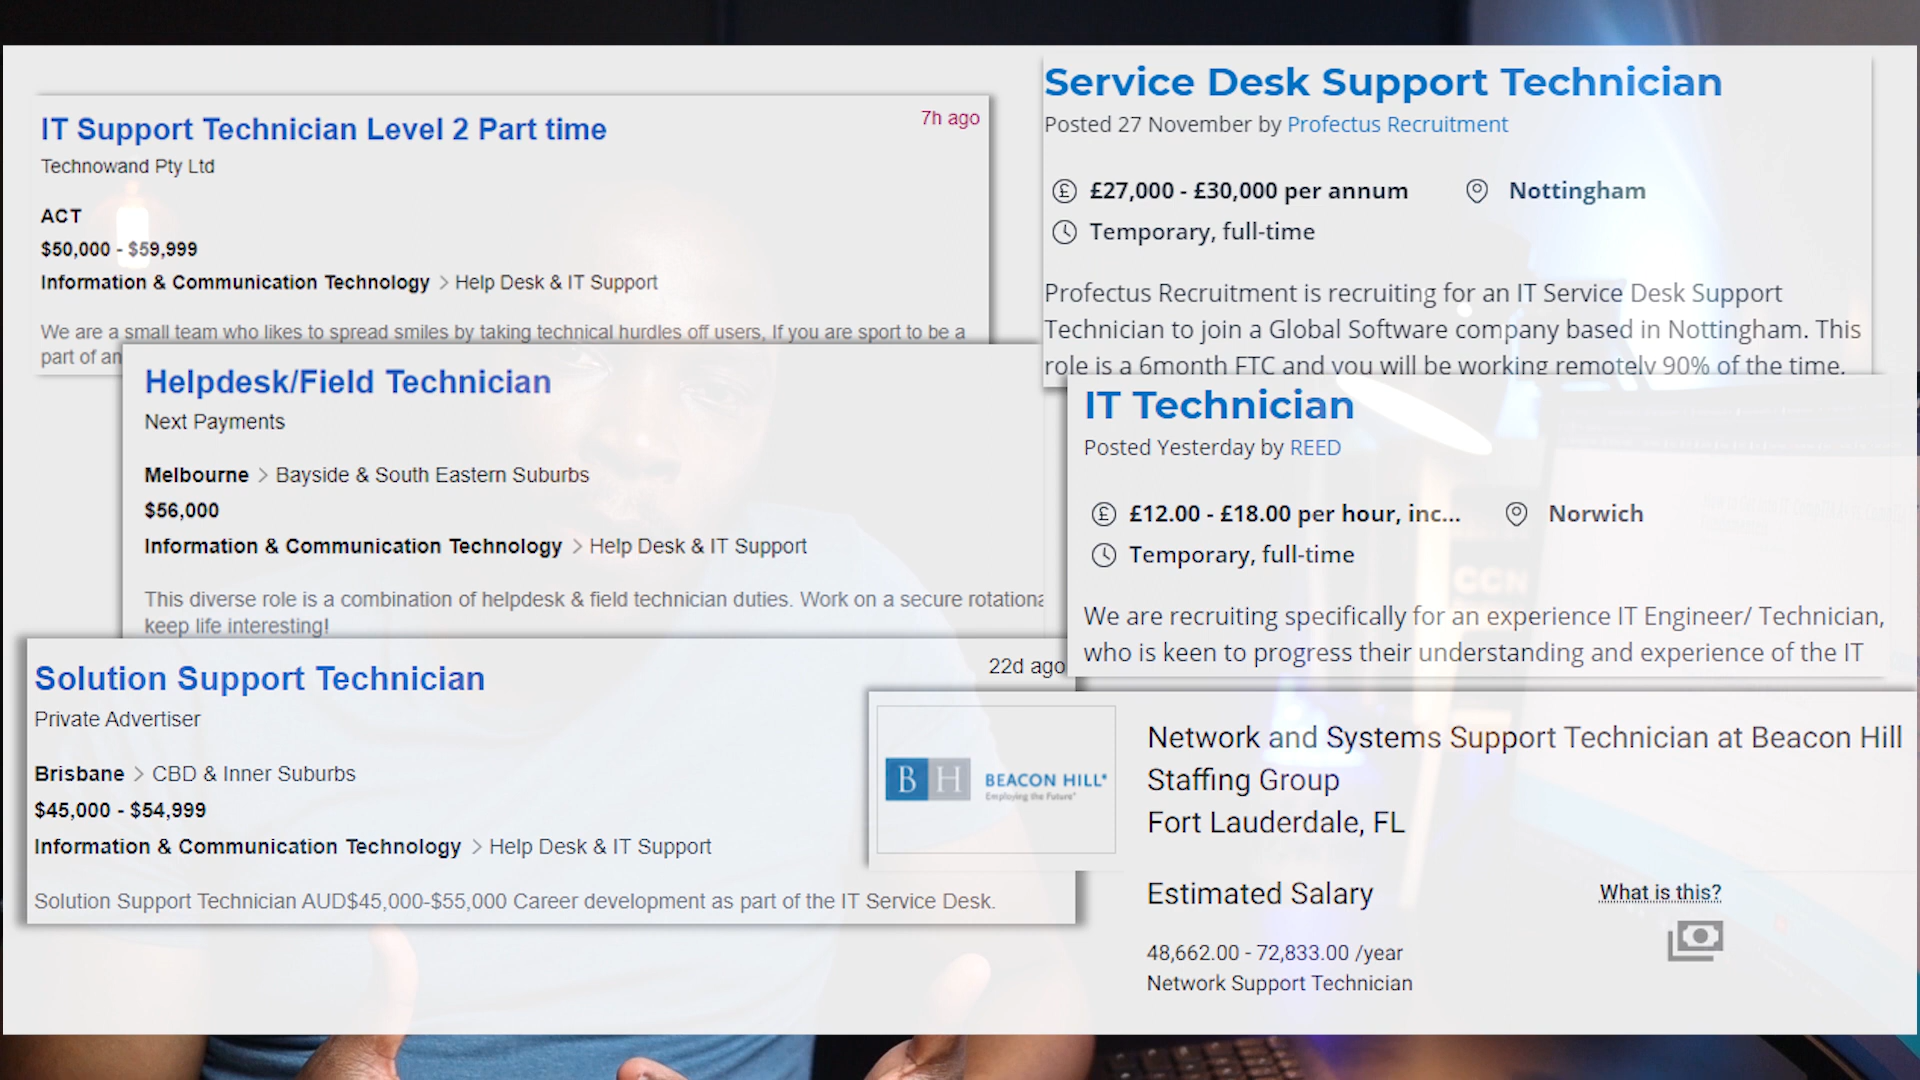 IT Support Technician Level 2 Part time
7h ago
Technowand Pty Ltd
ACT
$50,000 - $59,999
Information & Communication Technology > Help Desk & IT Support
We are a small team who likes to spread smiles by taking technical hurdles off users, If you are sport to be a
part of an
Helpdesk/Field Technician
Next Payments
Melbourne > Bayside & South Eastern Suburbs
$56,000
Information & Communication Technology > Help Desk & IT Support
This diverse role is a combination of helpdesk & field technician duties. Work on a secure rotationa
keep life interesting!
Solution Support Technician
22d ago
Private Advertiser
Brisbane > CBD & Inner Suburbs
$45,000 - $54,999
Information & Communication Technology > Help Desk & IT Support
Solution Support Technician AUD$45,000-$55,000 Career development as part of the IT Service Desk.
Service Desk Support Technician
Posted 27 November by Profectus Recruitment
£27,000 - £30,000 per annum
Nottingham
Temporary, full-time
Profectus Recruitment is recruiting for an IT Service Desk Support
Technician to join a Global Software company based in Nottingham. This
role is a 6month FTC and you will be working remotely 90% of the time.
IT Technician
Posted Yesterday by REED
£12.00 - £18.00 per hour, inc...
Norwich
Temporary, full-time
CCN
We are recruiting specifically for an experience IT Engineer/ Technician,
who is keen to progress their understanding and experience of the IT
BH BEACON HILL
Employing the Future
Network and Systems Support Technician at Beacon Hill
Staffing Group
Fort Lauderdale, FL
Estimated Salary
What is this?
48,662.00 - 72,833.00 /year
Network Support Technician